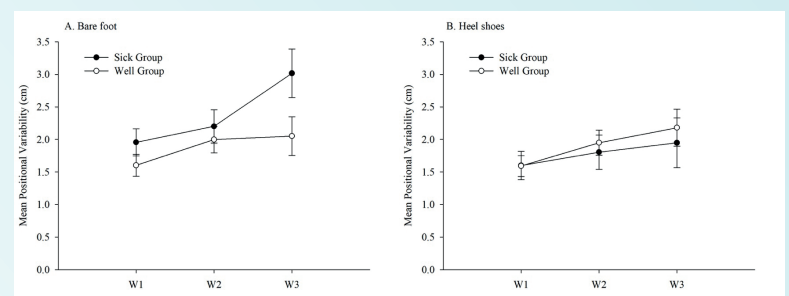 A. Bare foot
Sick Group
Well Group
Mean Positional Variability (cm)
3.5
3.0
2.5
2.0
1.5
1.0
0.5
0.0
W1 W2 W3
B. Heel shoes
Sick Group
Well Group
Mean Positional Variability (cm)
3.5
3.0
2.5
2.0
1.5
1.0
0.5
0.0
W1 W2 W3